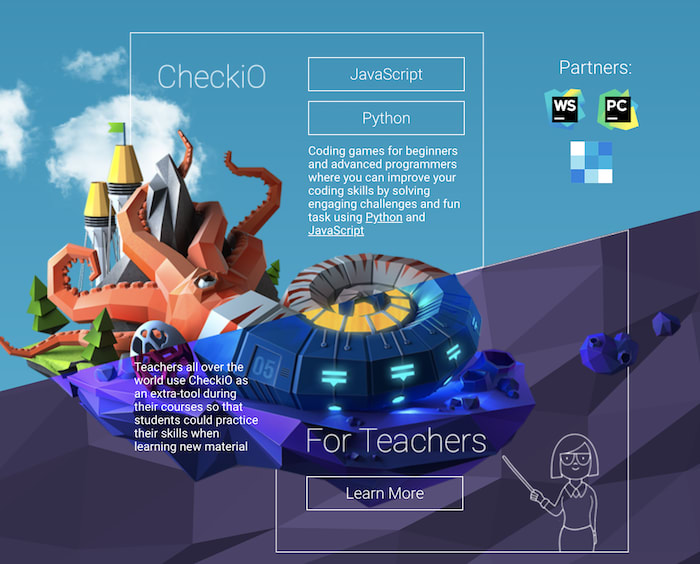 CheckiO
JavaScript
Python
Coding games for beginners
and advanced programmers
where you can improve your
coding skills by solving
engaging challenges and fun
task using Python and
JavaScript
Partners:
WS
PC
05
Teachers all over the
world use CheckiO as
an extra-tool during
their courses so that
students could practice
their skills when
learning new material
For Teachers
Learn More